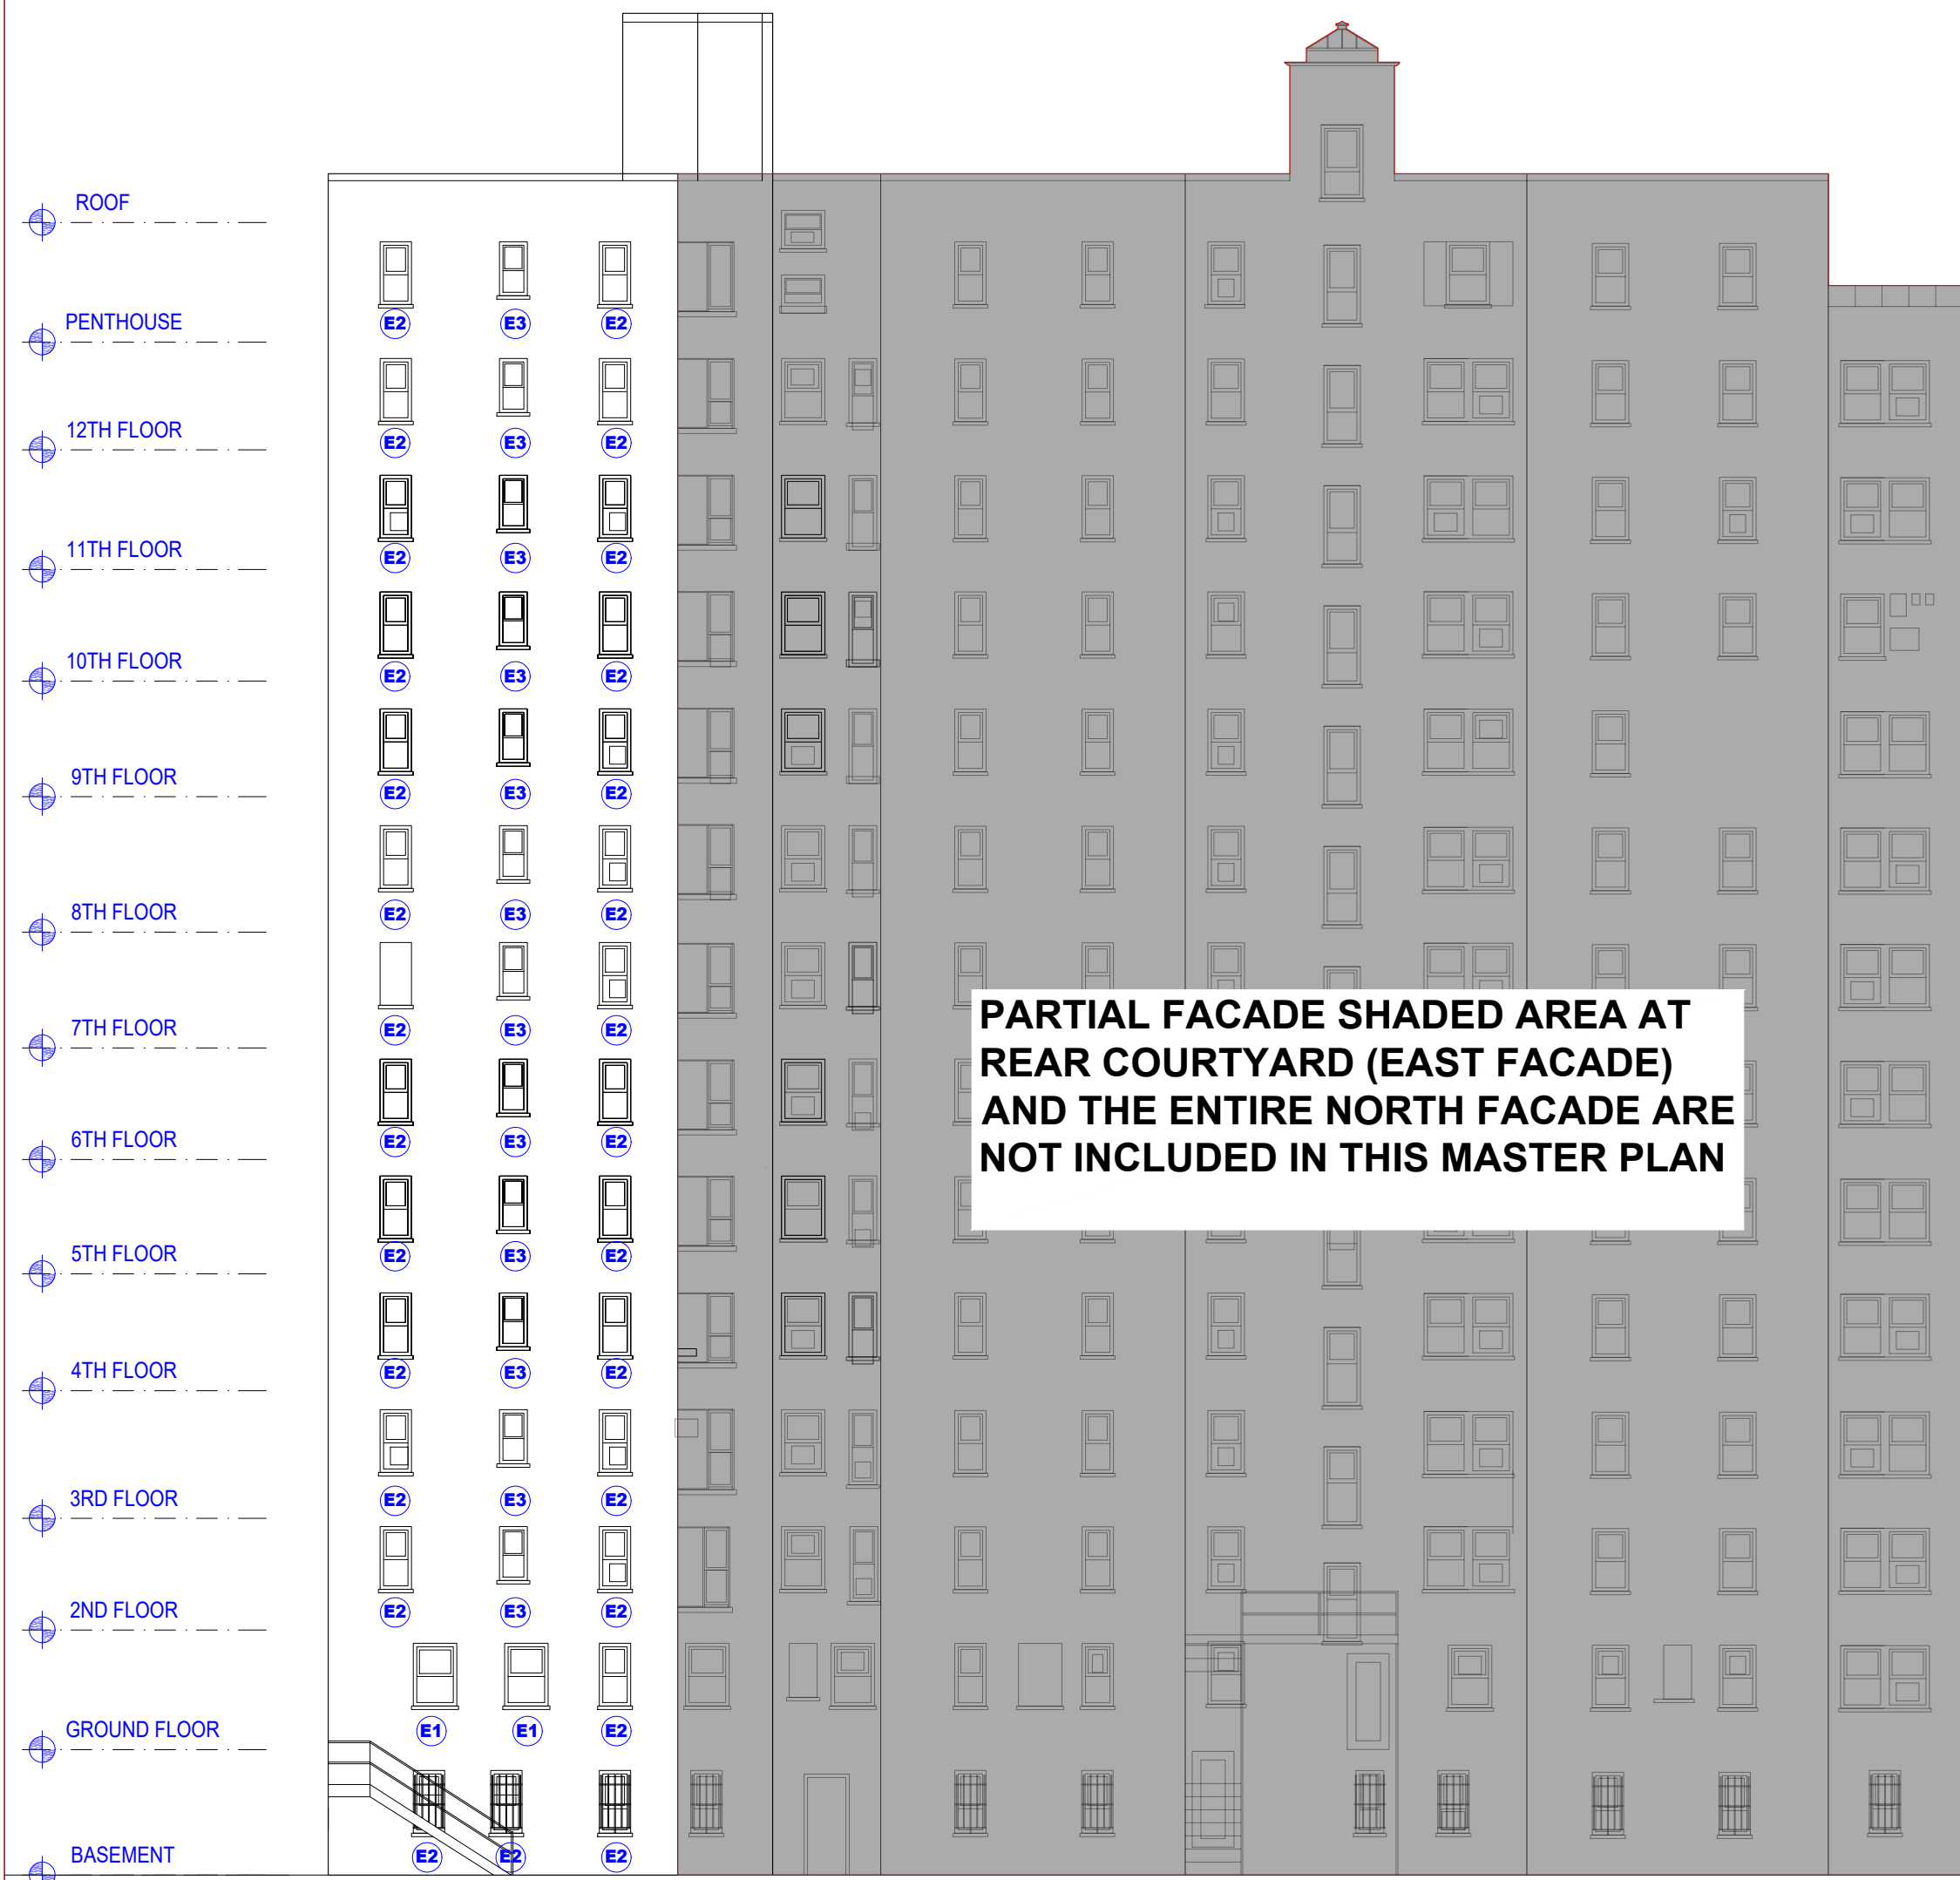 ROOF
PENTHOUSE
E2 E3 E2
12TH FLOOR
E2 E3 E2
11TH FLOOR
E2 E3 E2
10TH FLOOR
E2 E3 E2
9TH FLOOR
E2 E3 E2
8TH FLOOR
E2 E3 E2
7TH FLOOR
E2 E3 E2
PARTIAL FACADE SHADED AREA AT
REAR COURTYARD (EAST FACADE)
AND THE ENTIRE NORTH FACADE ARE
NOT INCLUDED IN THIS MASTER PLAN
6TH FLOOR
E2 E3 E2
5TH FLOOR
E2 E3 E2
4TH FLOOR
E2 E3 E2
3RD FLOOR
E2 E3 E2
2ND FLOOR
E2 E3 E2
GROUND FLOOR
E1 E1 E2
BASEMENT
E2 E2 E2